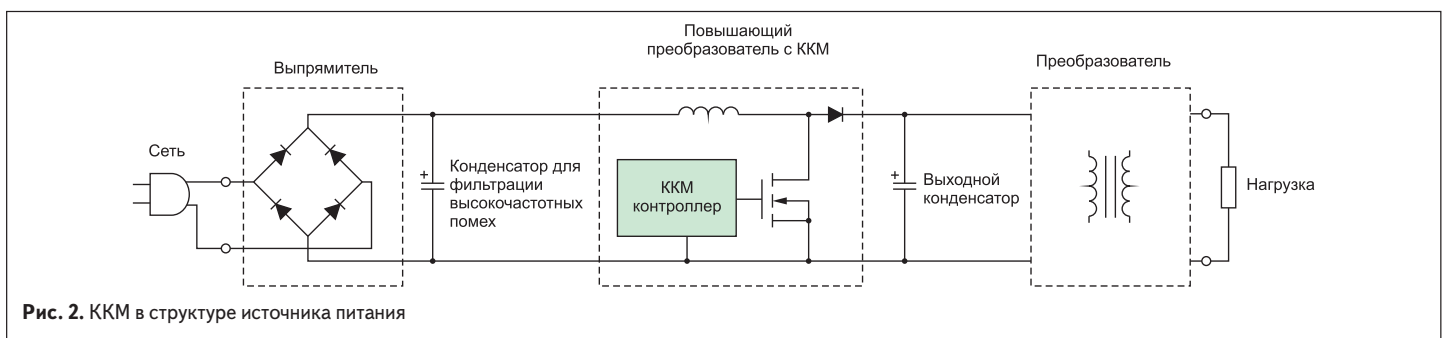 Повышающий
преобразователь с ККМ
Выпрямитель
Преобразователь
Сеть
+
Конденсатор для
фильтрации
высокочастотных
помех
ККМ
контроллер
+
Выходной
конденсатор
Нагрузка
Рис. 2. ККМ в структуре источника питания